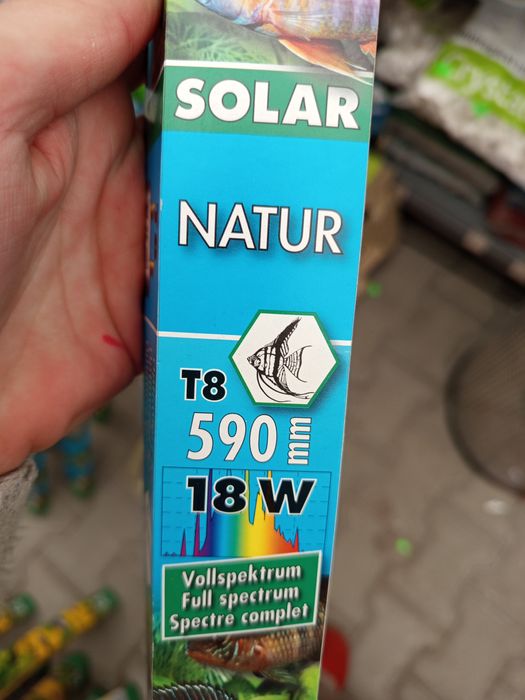 SOLAR
NATUR
T8
590 mm
18 W
Vollspektrum
Full spectrum
Spectre complet